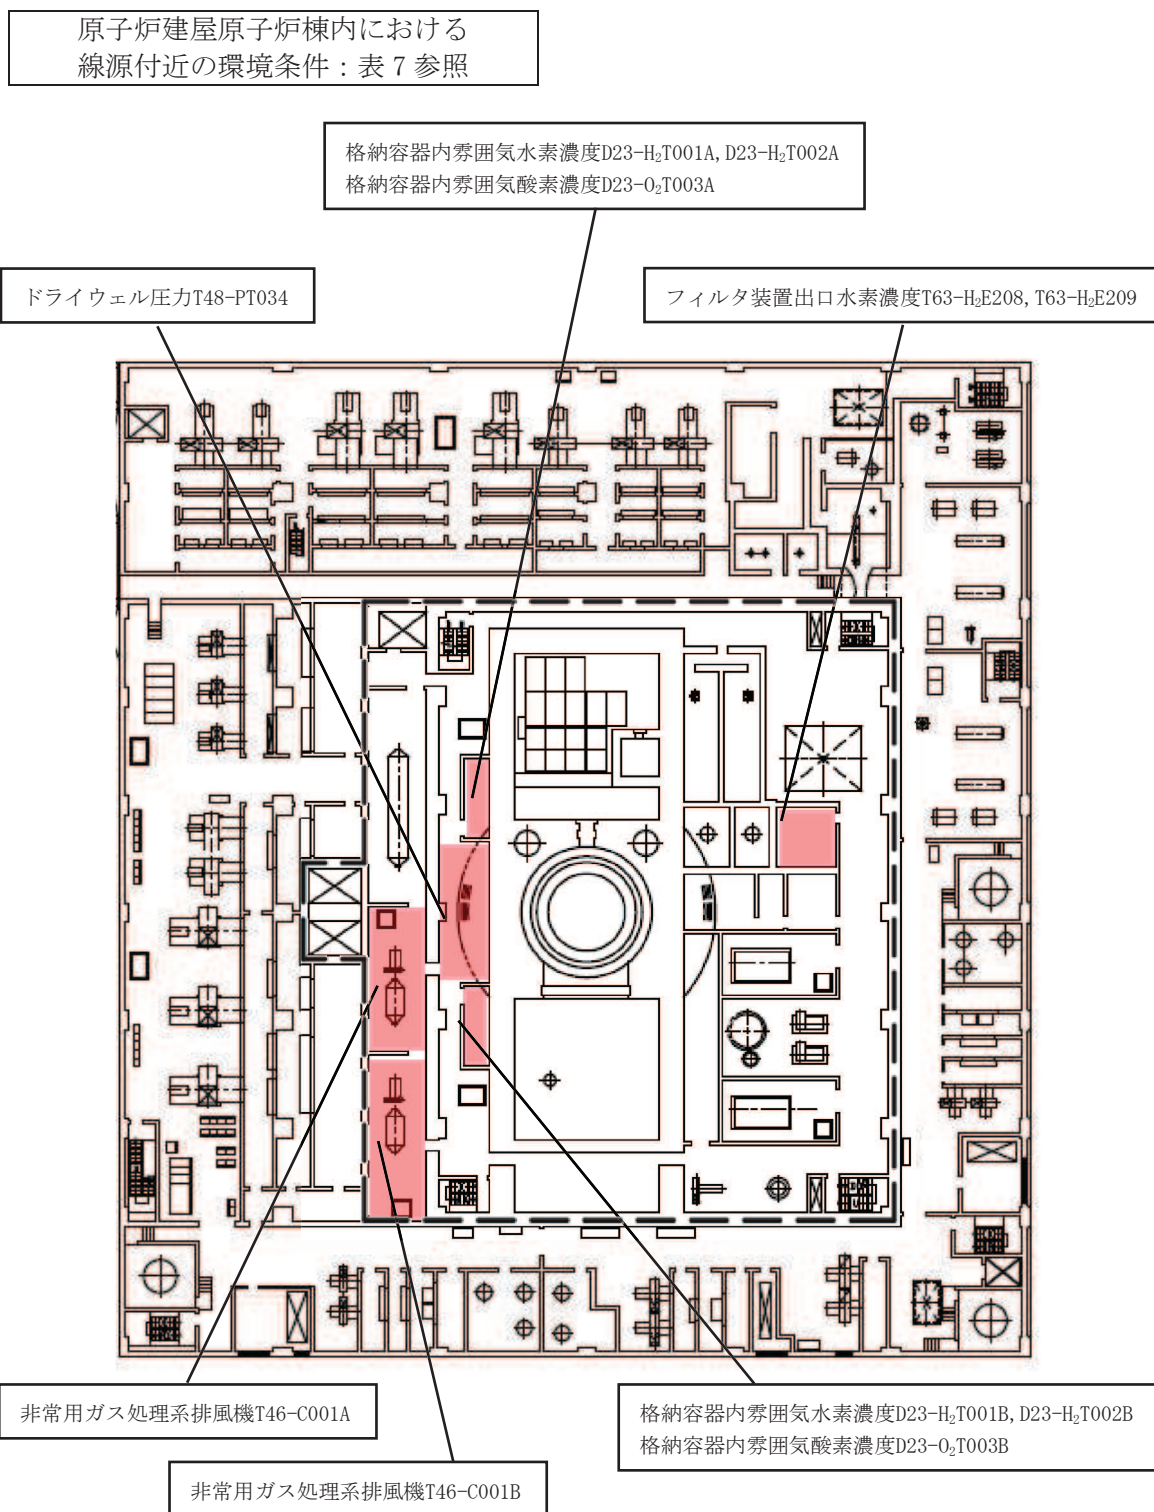 原子炉建屋原子炉棟内における
線源付近の環境条件：表７参照
格納容器内雰囲気水素濃度D23-H₂T001A, D23-H₂T002A
格納容器内雰囲気酸素濃度D23-O₂T003A
ドライウェル圧力T48-PT034
フィルタ装置出口水素濃度T63-H₂E208, T63-H₂E209
非常用ガス処理系排風機T46-C001A
格納容器内雰囲気水素濃度D23-H₂T001B, D23-H₂T002B
格納容器内雰囲気酸素濃度D23-O₂T003B
非常用ガス処理系排風機T46-C001B